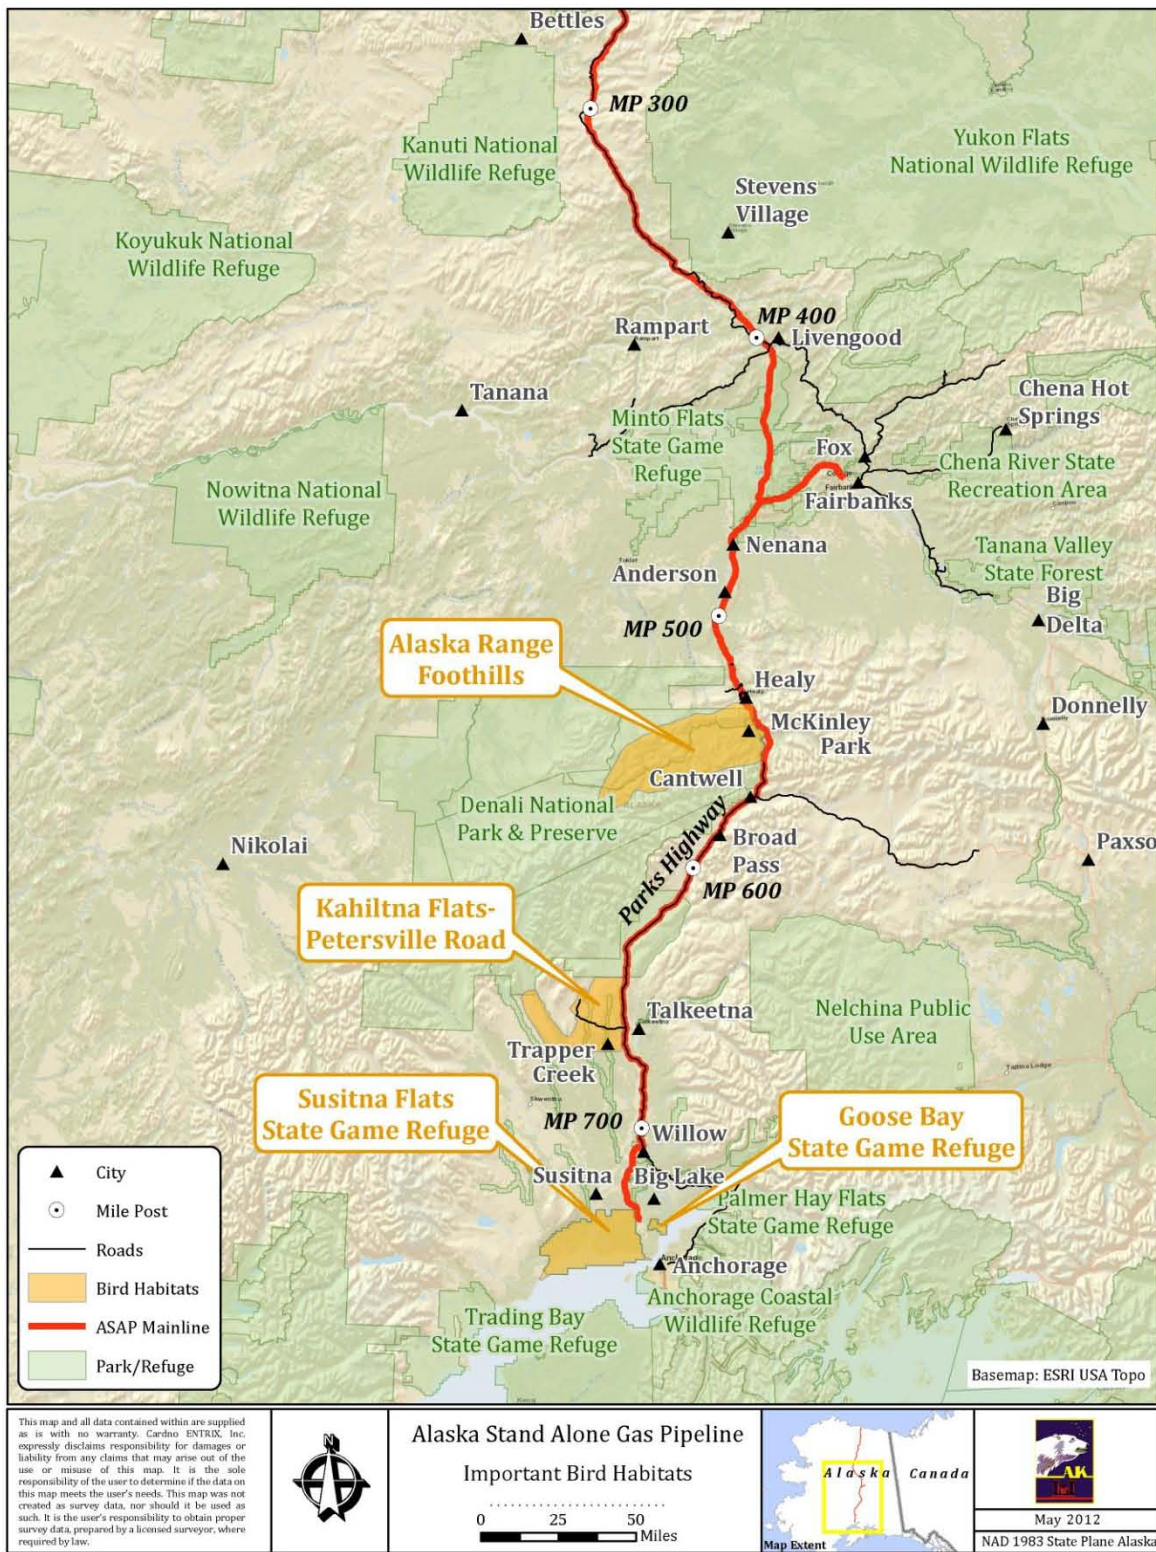 Bettles
MP 300
Kanuti National
Wildlife Refuge
Yukon Flats
National Wildlife Refuge
Stevens
Village
Koyukuk National
Wildlife Refuge
MP 400
Rampart
Rampart
Livengood
Tanana
Chena Hot
Springs
Minto Flats
State Game
Refuge
Fox
Chena River State
Recreation Area
Nowitna National
Wildlife Refuge
Fairbanks
Nenana
Tanana Valley
State Forest
Anderson
Big
Delta
MP 500
Alaska Range
Foothills
Healy
Healy
Donnelly
Donnelly
McKinley
Park
Cantwell
Denali National
Park & Preserve
Parks Highway
Broad
Pass
Nikolai
Paxso
MP 600
Kahiltna Flats-
Petersville Road
Talkeetna
Talkeetna
Nelchina Public
Use Area
Trapper
Creek
Tazlina Lodge
Skwentna
Susitna Flats
State Game Refuge
MP 700
Willow
Goose Bay
State Game Refuge
Susitna
Big Lake
Palmer Hay Flats
State Game Refuge
Anchorage
Anchorage Coastal
Wildlife Refuge
Trading Bay
State Game Refuge
City
Mile Post
Roads
Bird Habitats
ASAP Mainline
Park/Refuge
Basemap: ESRI USA Topo
This map and all data contained within are supplied
as is with no warranty. Cardno ENTRIX, Inc.
expressly disclaims responsibility for damages or
liability from any claims that may arise out of the
use or misuse of this map. It is the sole
responsibility of the user to determine if the data on
this map meets the user's needs. This map was not
created as survey data, nor should it be used as
such. It is the user's responsibility to obtain proper
survey data, prepared by a licensed surveyor, where
required by law.
N
Alaska Stand Alone Gas Pipeline
Important Bird Habitats
0 25 50
Miles
Alaska
Canada
Map Extent
AK
May 2012
NAD 1983 State Plane Alaska